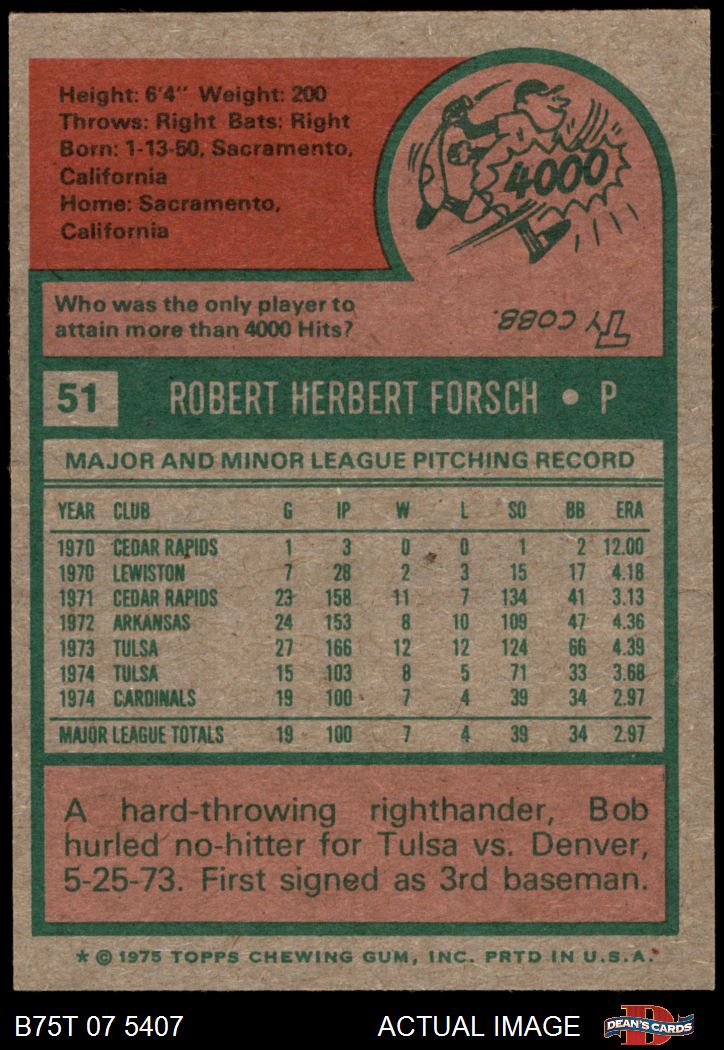 Height: 6'4" Weight: 200
Throws: Right Bats: Right
Born: 1-13-50, Sacramento,
California
Home: Sacramento,
California
4000
Who was the only player to
attain more than 4000 Hits?
Ty COBB.
51 ROBERT HERBERT FORSCH • P
MAJOR AND MINOR LEAGUE PITCHING RECORD
YEAR CLUB G IP W L SO BB ERA
1970 CEDAR RAPIDS 1 3 0 0 1 2 12.00
1970 LEWISTON 7 28 2 3 15 17 4.18
1971 CEDAR RAPIDS 23 158 11 7 134 41 3.13
1972 ARKANSAS 24 153 8 10 109 47 4.36
1973 TULSA 27 166 12 12 124 66 4.39
1974 TULSA 15 103 8 5 71 33 3.68
1974 CARDINALS 19 100 7 4 39 34 2.97
MAJOR LEAGUE TOTALS 19 100 7 4 39 34 2.97
A hard-throwing righthander, Bob
hurled no-hitter for Tulsa vs. Denver,
5-25-73. First signed as 3rd baseman.
* © 1975 TOPPS CHEWING GUM, INC. PRTD IN U.S.A.
B75T 07 5407 ACTUAL IMAGE D DEAN'S CARDS